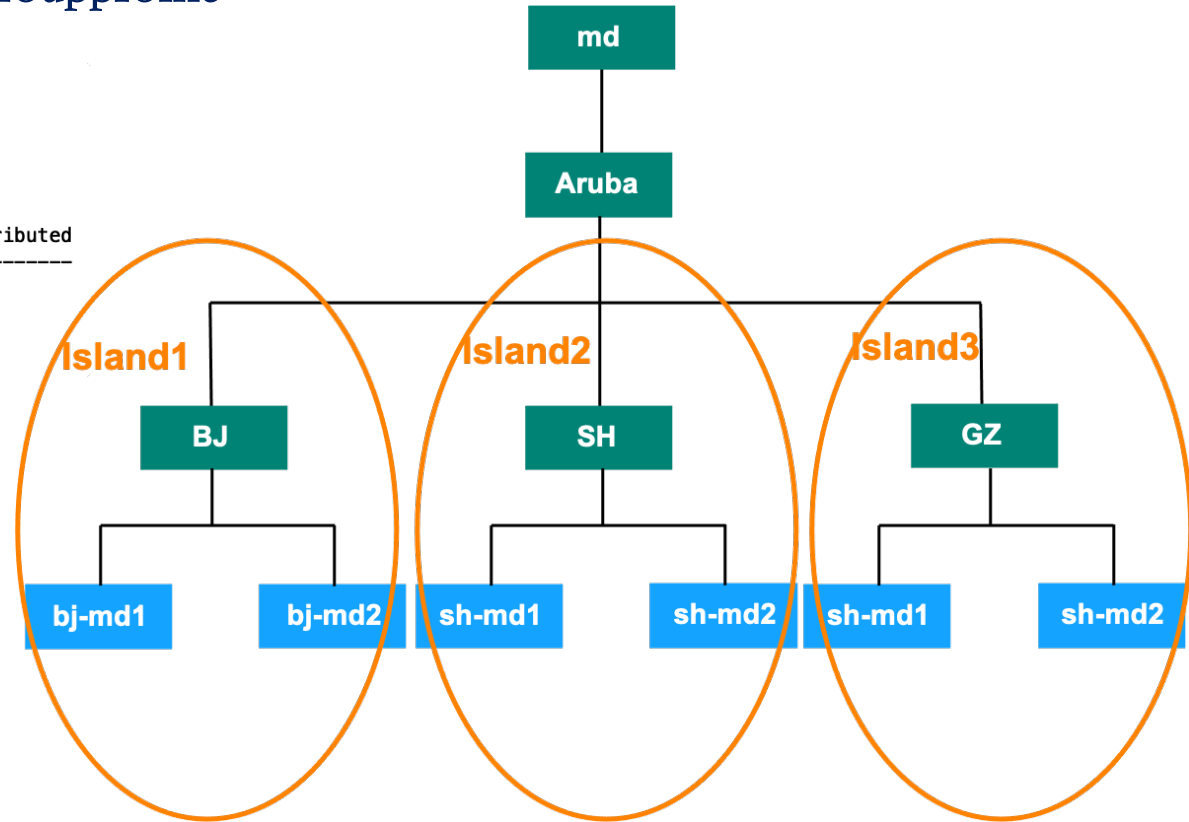 md
Aruba
Island1
Island2
Island3
BJ
SH
GZ
bj-md1
bj-md2
sh-md1
sh-md2
sh-md1
sh-md2